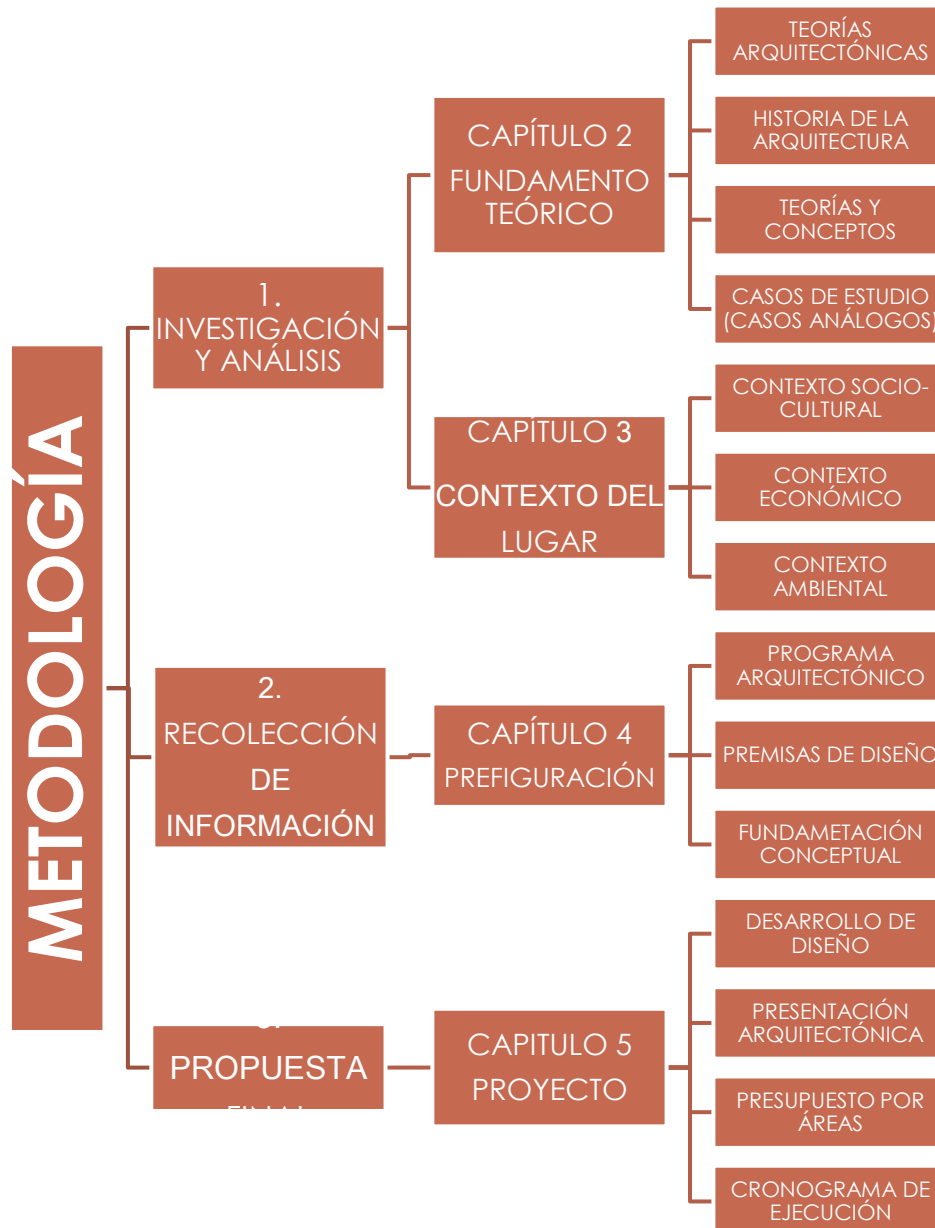 METODOLOGÍA
1.
INVESTIGACIÓN
Y ANÁLISIS
CAPÍTULO 2
FUNDAMENTO
TEÓRICO
TEORÍAS
ARQUITECTÓNICAS
HISTORIA DE LA
ARQUITECTURA
TEORÍAS Y
CONCEPTOS
CASOS DE ESTUDIO
(CASOS ANÁLOGOS)
CAPÍTULO 3
CONTEXTO DEL
LUGAR
CONTEXTO SOCIO-
CULTURAL
CONTEXTO
ECONÓMICO
CONTEXTO
AMBIENTAL
2.
RECOLECCIÓN
DE
INFORMACIÓN
CAPÍTULO 4
PREFIGURACIÓN
PROGRAMA
ARQUITECTÓNICO
PREMISAS DE DISEÑO
FUNDAMETACIÓN
CONCEPTUAL
3.
PROPUESTA
FINAL
CAPITULO 5
PROYECTO
DESARROLLO DE
DISEÑO
PRESENTACIÓN
ARQUITECTÓNICA
PRESUPUESTO POR
ÁREAS
CRONOGRAMA DE
EJECUCIÓN